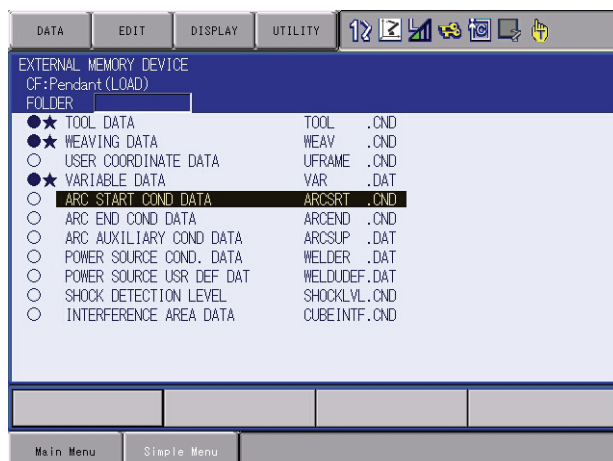 DATA EDIT DISPLAY UTILITY
EXTERNAL MEMORY DEVICE
CF:Pendant(LOAD)
FOLDER
●★ TOOL DATA TOOL .CND
●★ WEAVING DATA WEAV .CND
○ USER COORDINATE DATA UFRAME .CND
●★ VARIABLE DATA VAR .DAT
○ ARC START COND DATA ARCSRT .CND
○ ARC END COND DATA ARCEND .CND
○ ARC AUXILIARY COND DATA ARCSUP .DAT
○ POWER SOURCE COND. DATA WELDER .DAT
○ POWER SOURCE USR DEF DAT WELDUDEF.DAT
○ SHOCK DETECTION LEVEL SHOCKLVL.CND
○ INTERFERENCE AREA DATA CUBEINTF.CND
Main Menu Simple Menu